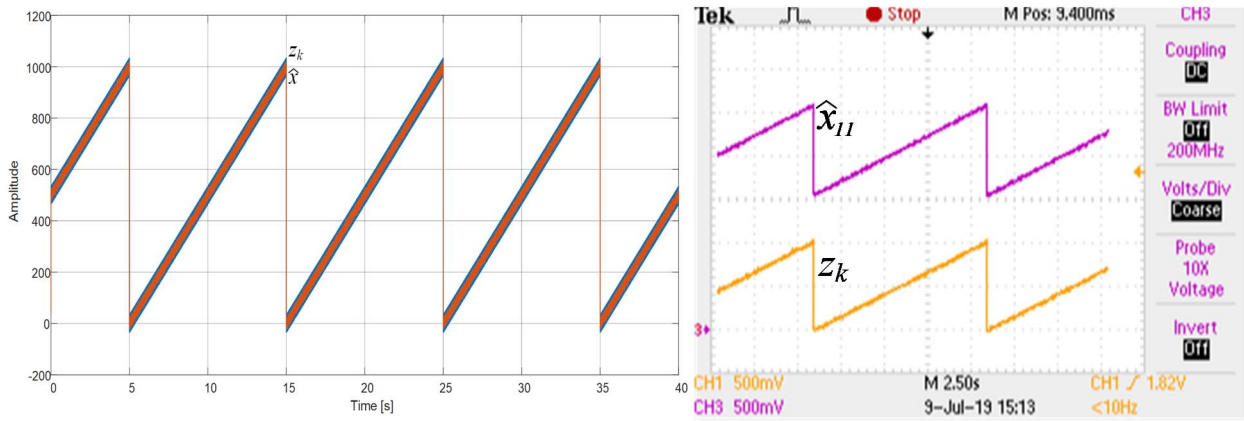 1200
1000
800
600
400
200
0
-200
Amplitude
z_k
x̂
0 5 10 15 20 25 30 35 40
Time [s]
Tek Stop M Pos: 9.400ms CH3
Coupling
DC
BW Limit
Off
200MHz
Volts/Div
Coarse
Probe
10X
Voltage
Invert
Off
x̂₁₁
z_k
3
CH1 500mV M 2.50s CH1 1.82V
CH3 500mV 9-Jul-19 15:13 <10Hz